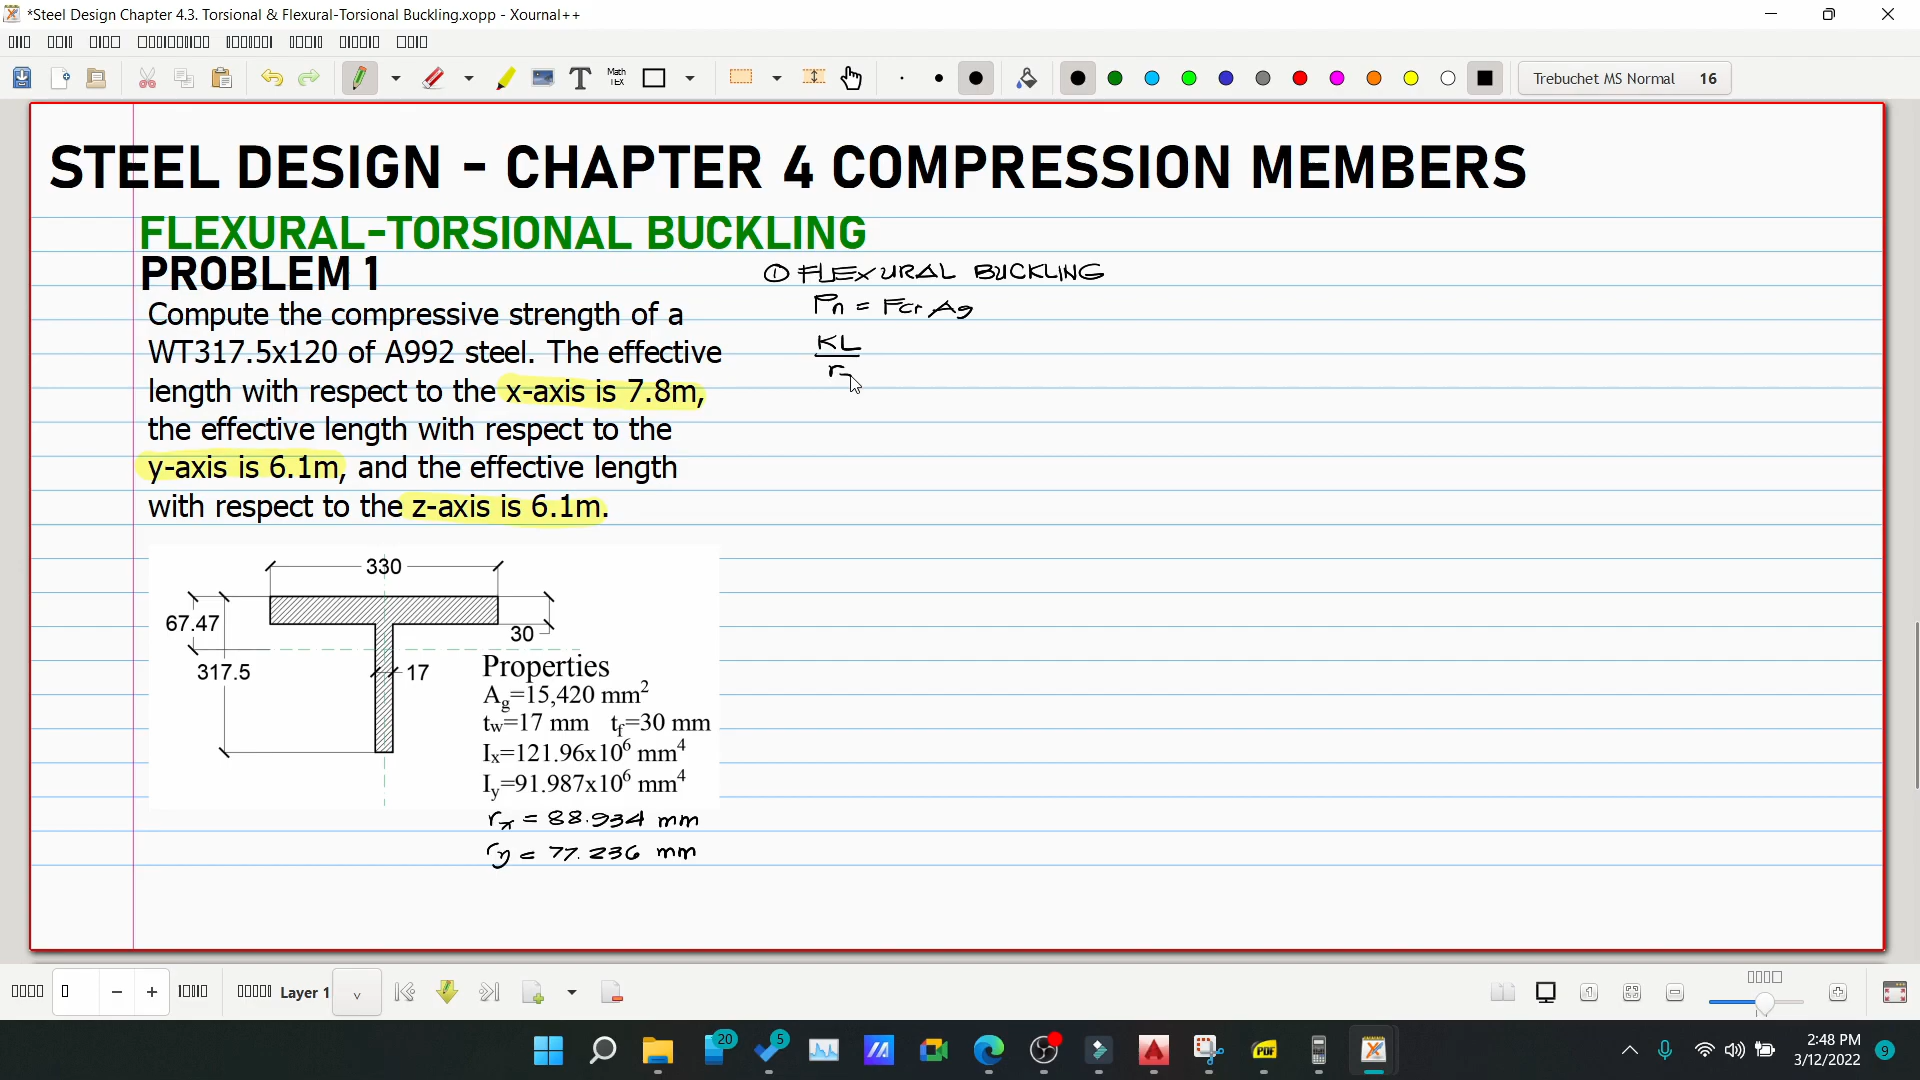 *Steel Design Chapter 4.3. Torsional & Flexural-Torsional Buckling.xopp - Xournal++
Math
TEX
Trebuchet MS Normal 16
STEEL DESIGN - CHAPTER 4 COMPRESSION MEMBERS
FLEXURAL-TORSIONAL BUCKLING
PROBLEM 1
Compute the compressive strength of a
WT317.5x120 of A992 steel. The effective
length with respect to the x-axis is 7.8m,
the effective length with respect to the
y-axis is 6.1m, and the effective length
with respect to the z-axis is 6.1m.
① FLEXURAL BUCKLING
Pn = Fcr Ag
KL
r
330
67.47
30
317.5
17
Properties
Ag=15,420 mm²
tw=17 mm tf=30 mm
Ix=121.96x10⁶ mm⁴
Iy=91.987x10⁶ mm⁴
rx = 88.934 mm
ry = 77.236 mm
Layer 1
20
5
PDF
2:48 PM
3/12/2022
9